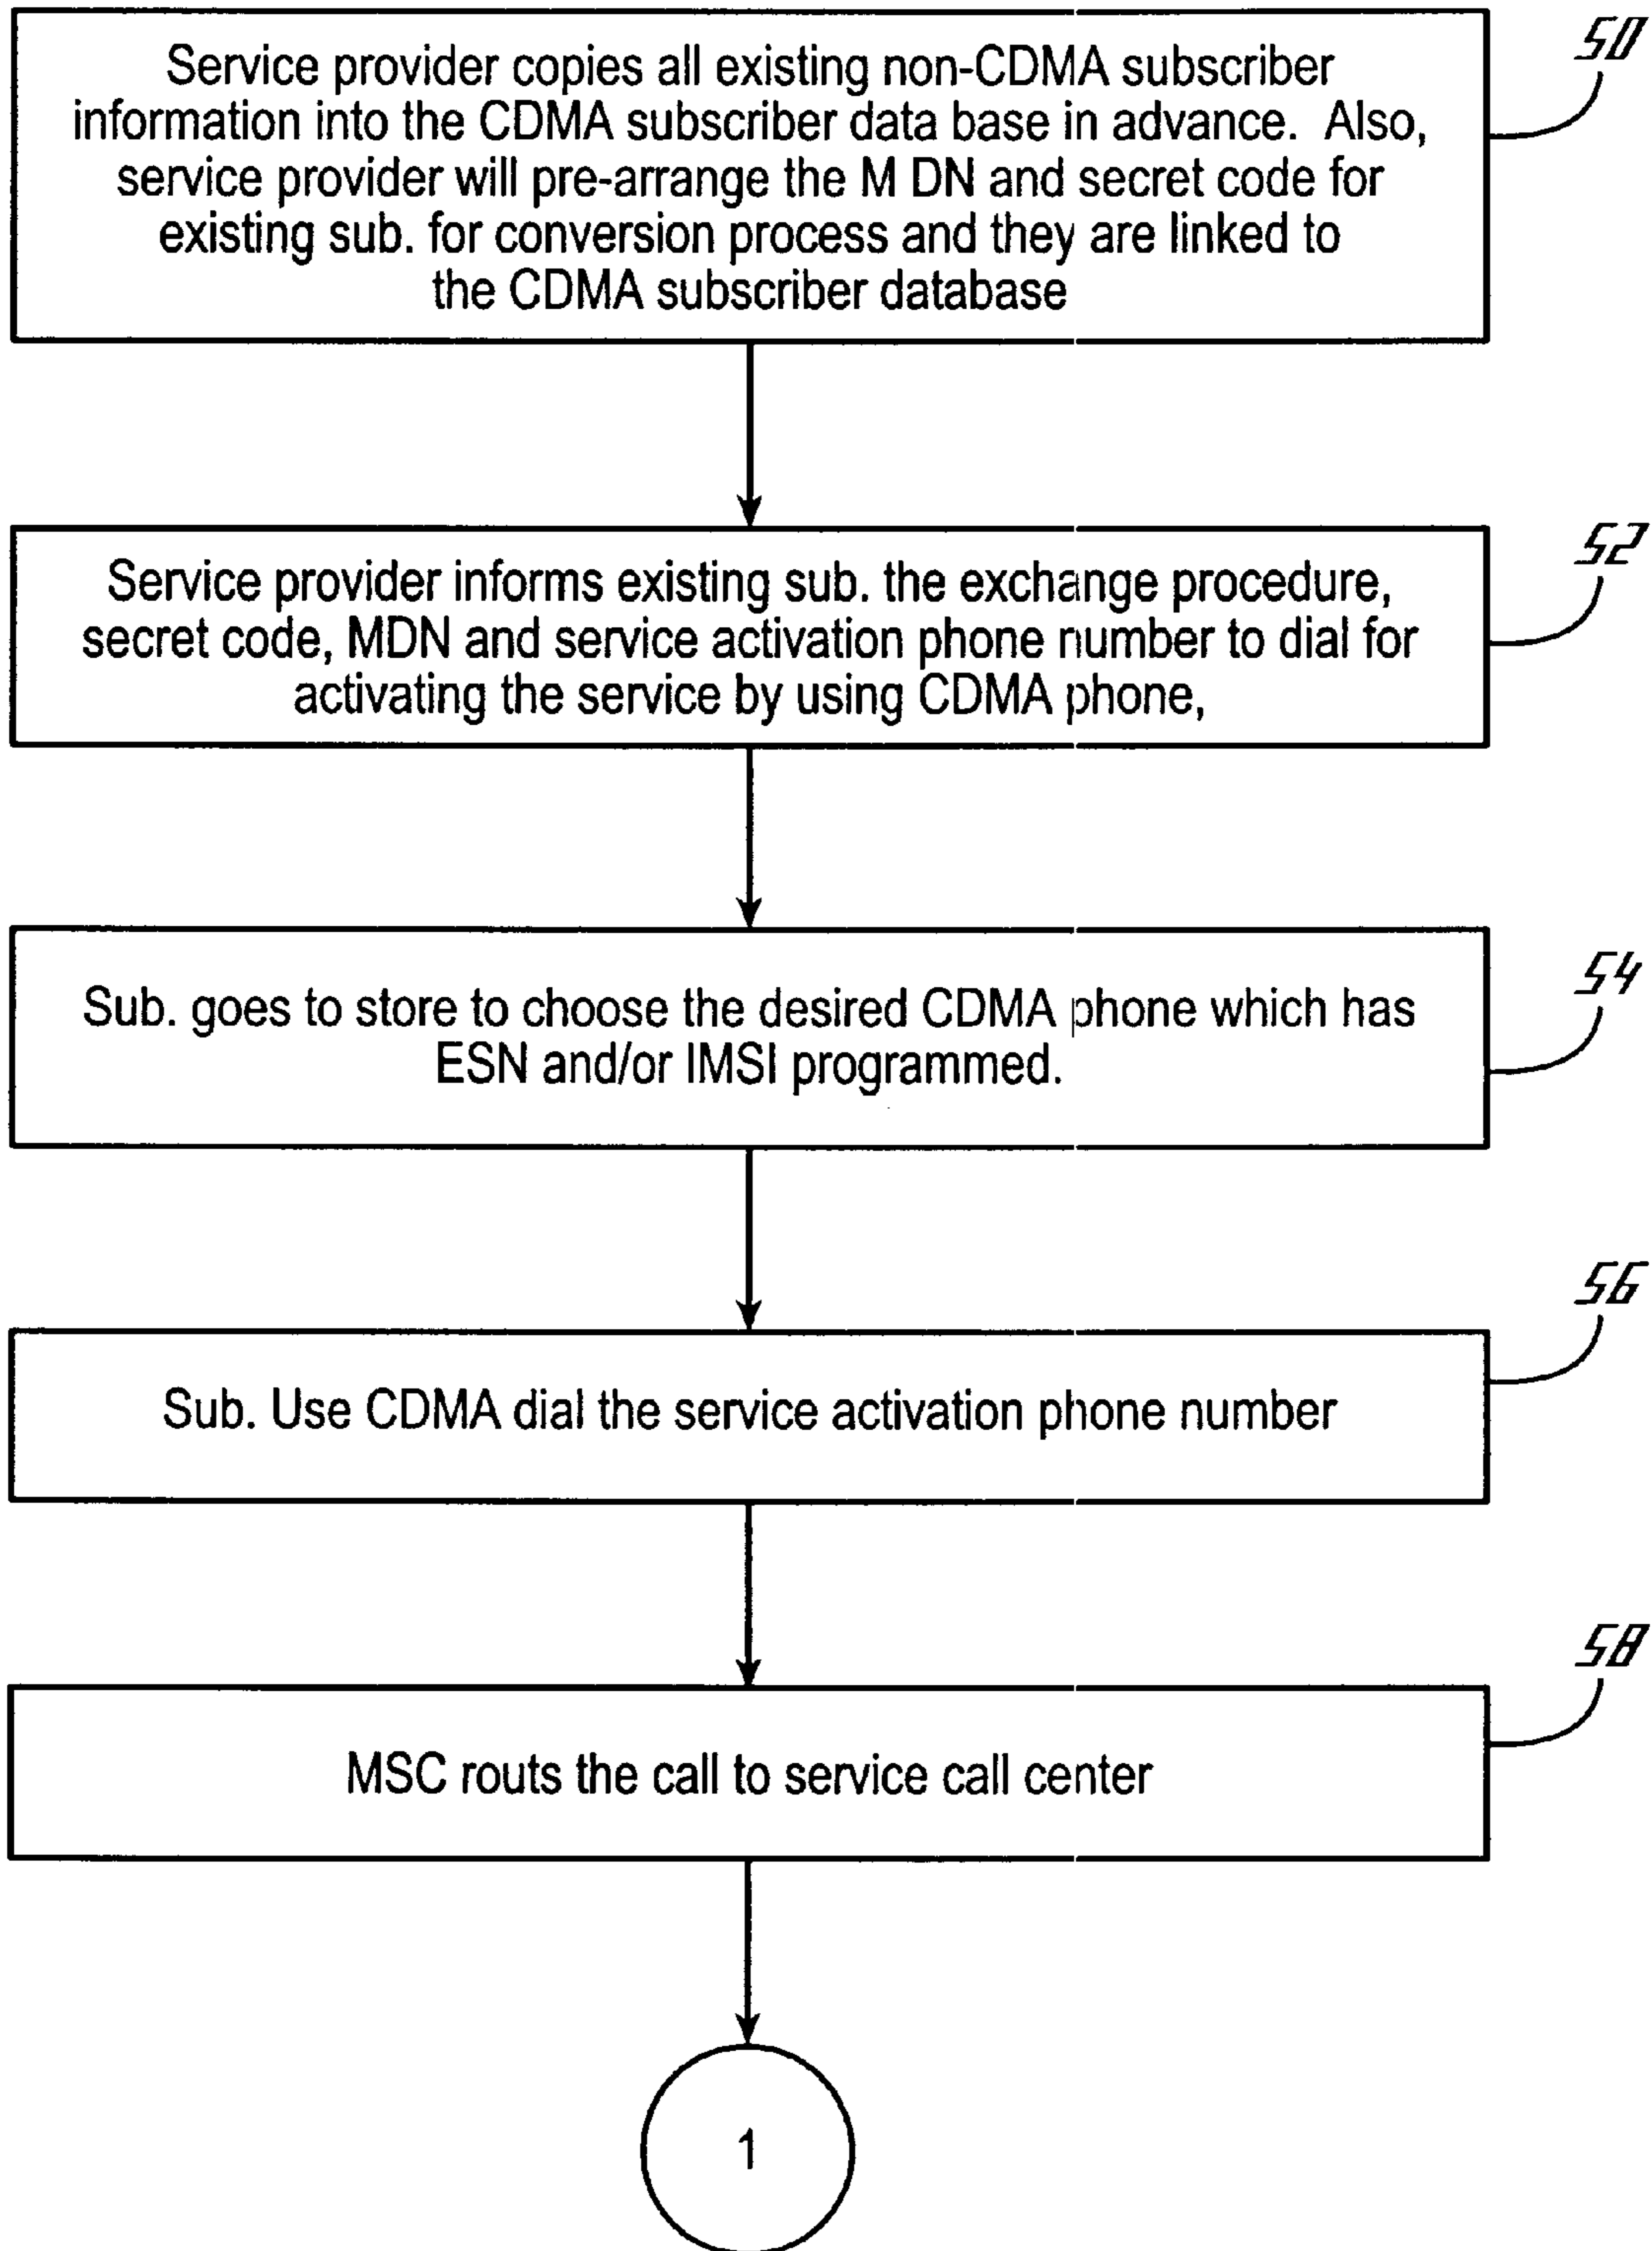 50
Service provider copies all existing non-CDMA subscriber
information into the CDMA subscriber data base in advance. Also,
service provider will pre-arrange the M DN and secret code for
existing sub. for conversion process and they are linked to
the CDMA subscriber database
52
Service provider informs existing sub. the exchange procedure,
secret code, MDN and service activation phone number to dial for
activating the service by using CDMA phone,
54
Sub. goes to store to choose the desired CDMA phone which has
ESN and/or IMSI programmed.
56
Sub. Use CDMA dial the service activation phone number
58
MSC routs the call to service call center
1